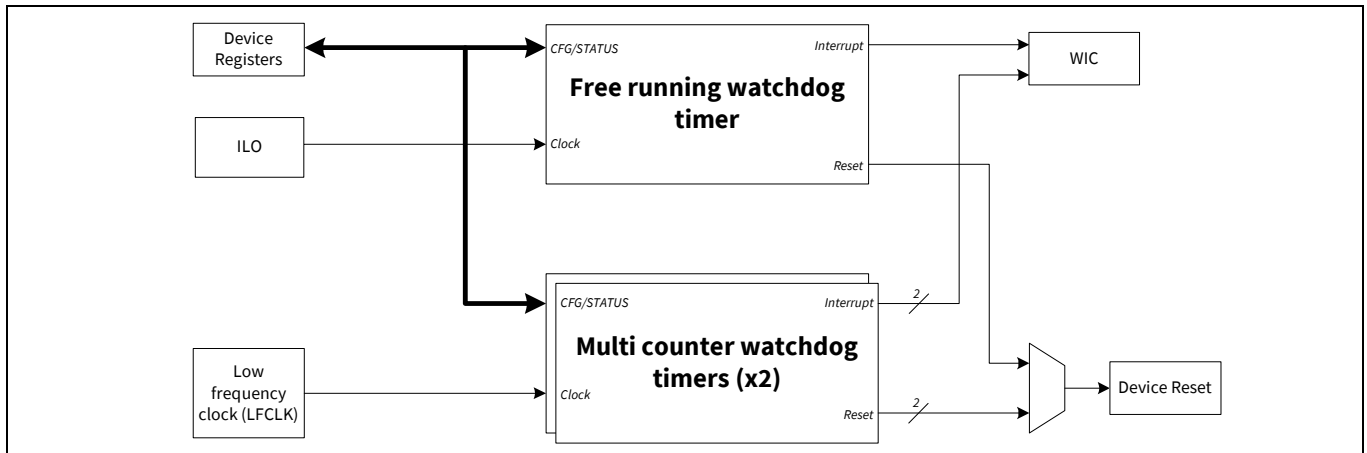 Device
Registers
CFG/STATUS
Interrupt
WIC
Free running watchdog
timer
ILO
Clock
Reset
CFG/STATUS
Interrupt
2
Multi counter watchdog
timers (x2)
Low
frequency
clock (LFCLK)
Clock
Reset
2
Device Reset